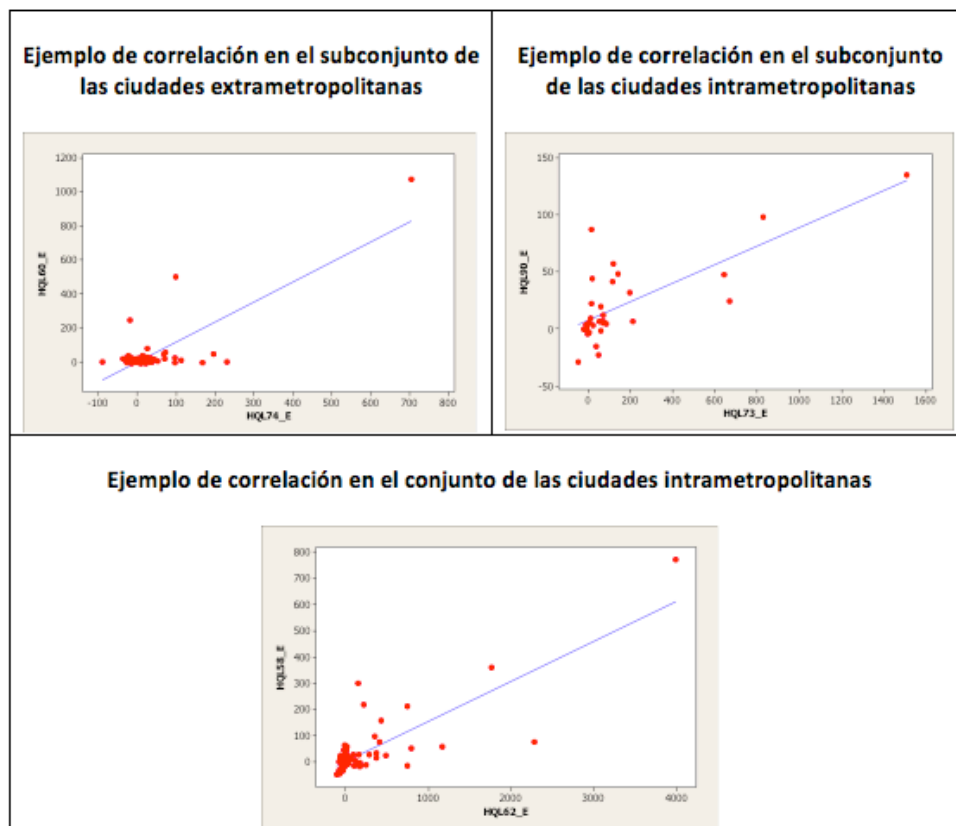 Ejemplo de correlación en el subconjunto de
las ciudades extrametropolitanas
1200
1000
800
600
400
200
0
HQL60_E
-100 0 100 200 300 400 500 600 700 800
HQL74_E
Ejemplo de correlación en el subconjunto
de las ciudades intrametropolitanas
150
100
50
0
-50
HQL90_E
0 200 400 600 800 1000 1200 1400 1600
HQL73_E
Ejemplo de correlación en el conjunto de las ciudades intrametropolitanas
800
700
600
500
400
300
200
100
0
HQL58_E
0 1000 2000 3000 4000
HQL62_E